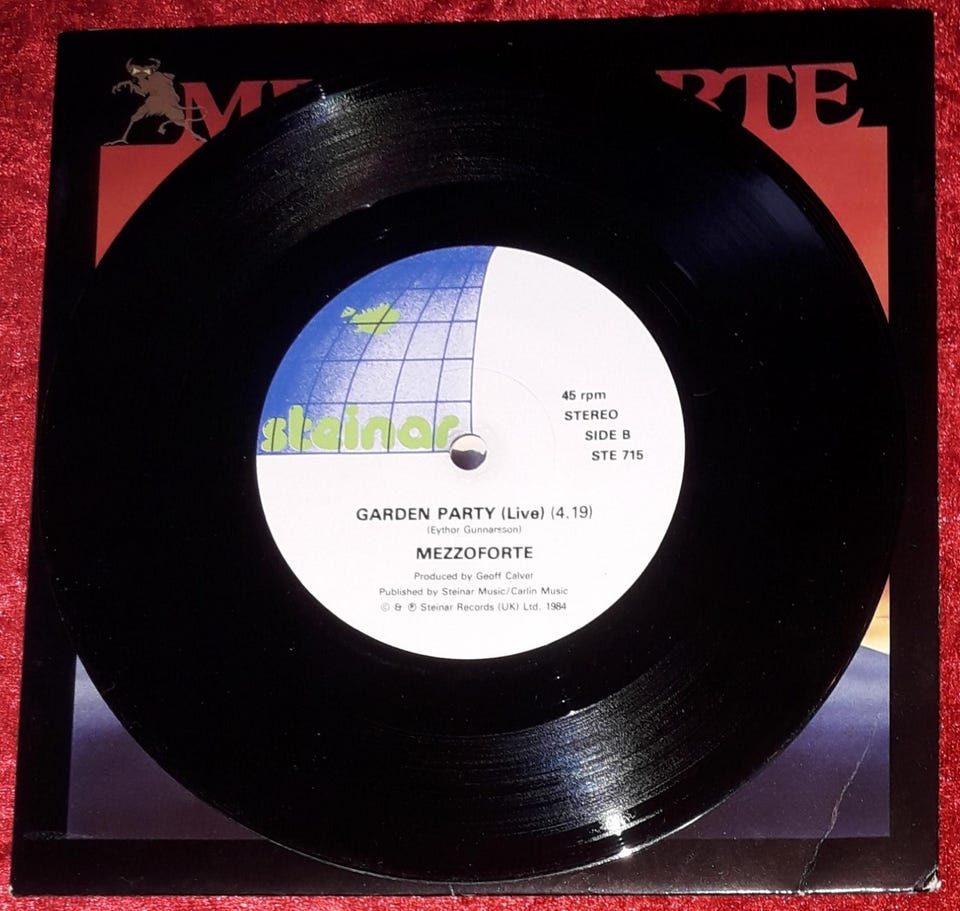 M RTE
steinar
45 rpm
STEREO
SIDE B
STE 715
GARDEN PARTY (Live) (4.19)
(Eythor Gunnarsson)
MEZZOFORTE
Produced by Geoff Calver
Published by Steinar Music/Carlin Music
© & ℗ Steinar Records (UK) Ltd. 1984